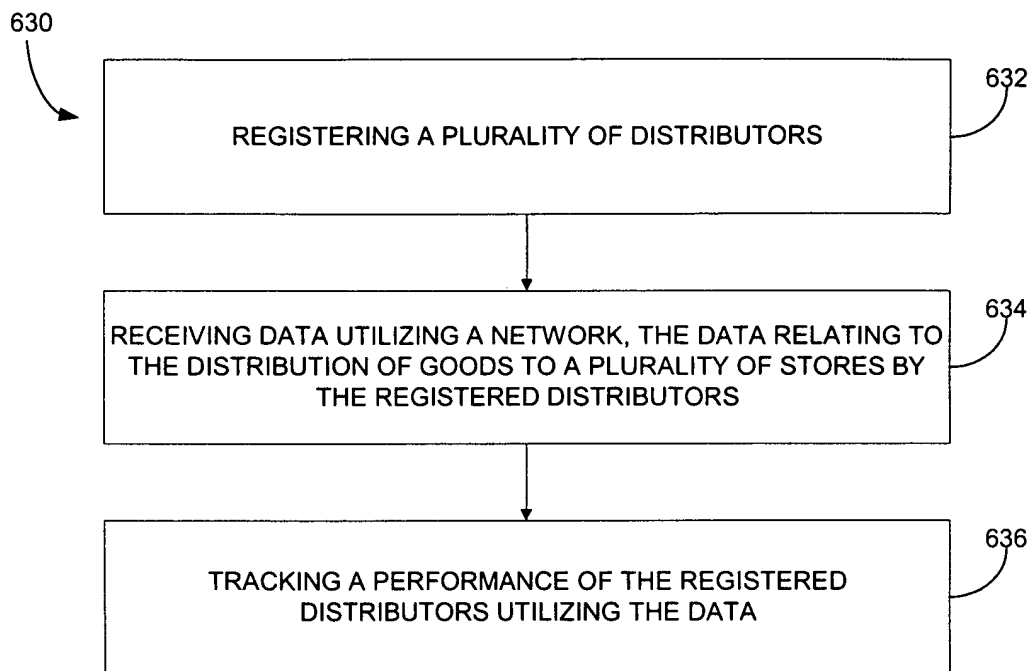 630
632
REGISTERING A PLURALITY OF DISTRIBUTORS
634
RECEIVING DATA UTILIZING A NETWORK, THE DATA RELATING TO
THE DISTRIBUTION OF GOODS TO A PLURALITY OF STORES BY
THE REGISTERED DISTRIBUTORS
636
TRACKING A PERFORMANCE OF THE REGISTERED
DISTRIBUTORS UTILIZING THE DATA